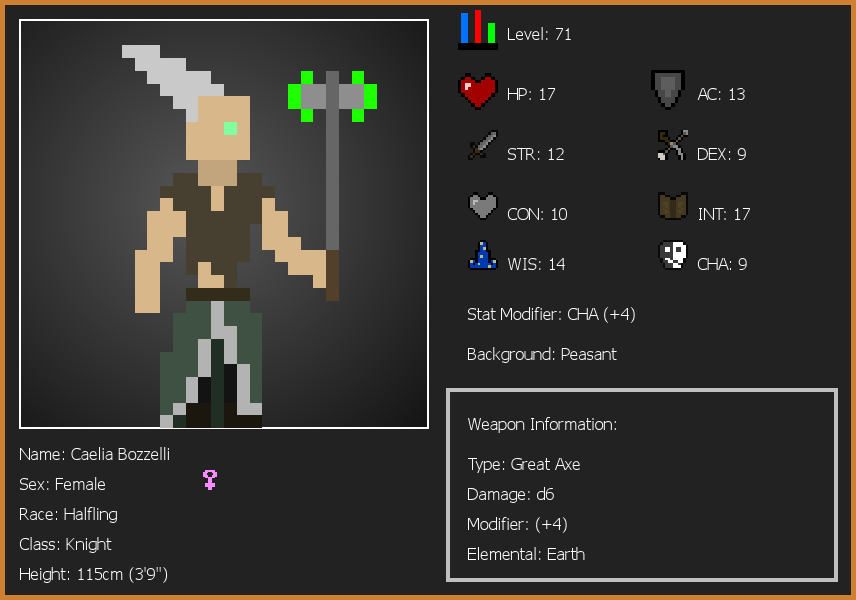 Level: 71
HP: 17
AC: 13
STR: 12
DEX: 9
CON: 10
INT: 17
WIS: 14
CHA: 9
Stat Modifier: CHA (+4)
Background: Peasant
Weapon Information:
Type: Great Axe
Damage: d6
Modifier: (+4)
Elemental: Earth
Name: Caelia Bozzelli
Sex: Female
Race: Halfling
Class: Knight
Height: 115cm (3'9")